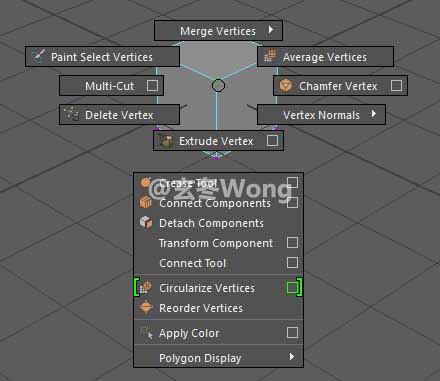 Merge Vertices
Paint Select Vertices
Average Vertices
Multi-Cut
Chamfer Vertex
Delete Vertex
Vertex Normals
Extrude Vertex
Crease Tool
@玄冬Wong
Connect Components
Detach Components
Transform Component
Connect Tool
Circularize Vertices
Reorder Vertices
Apply Color
Polygon Display